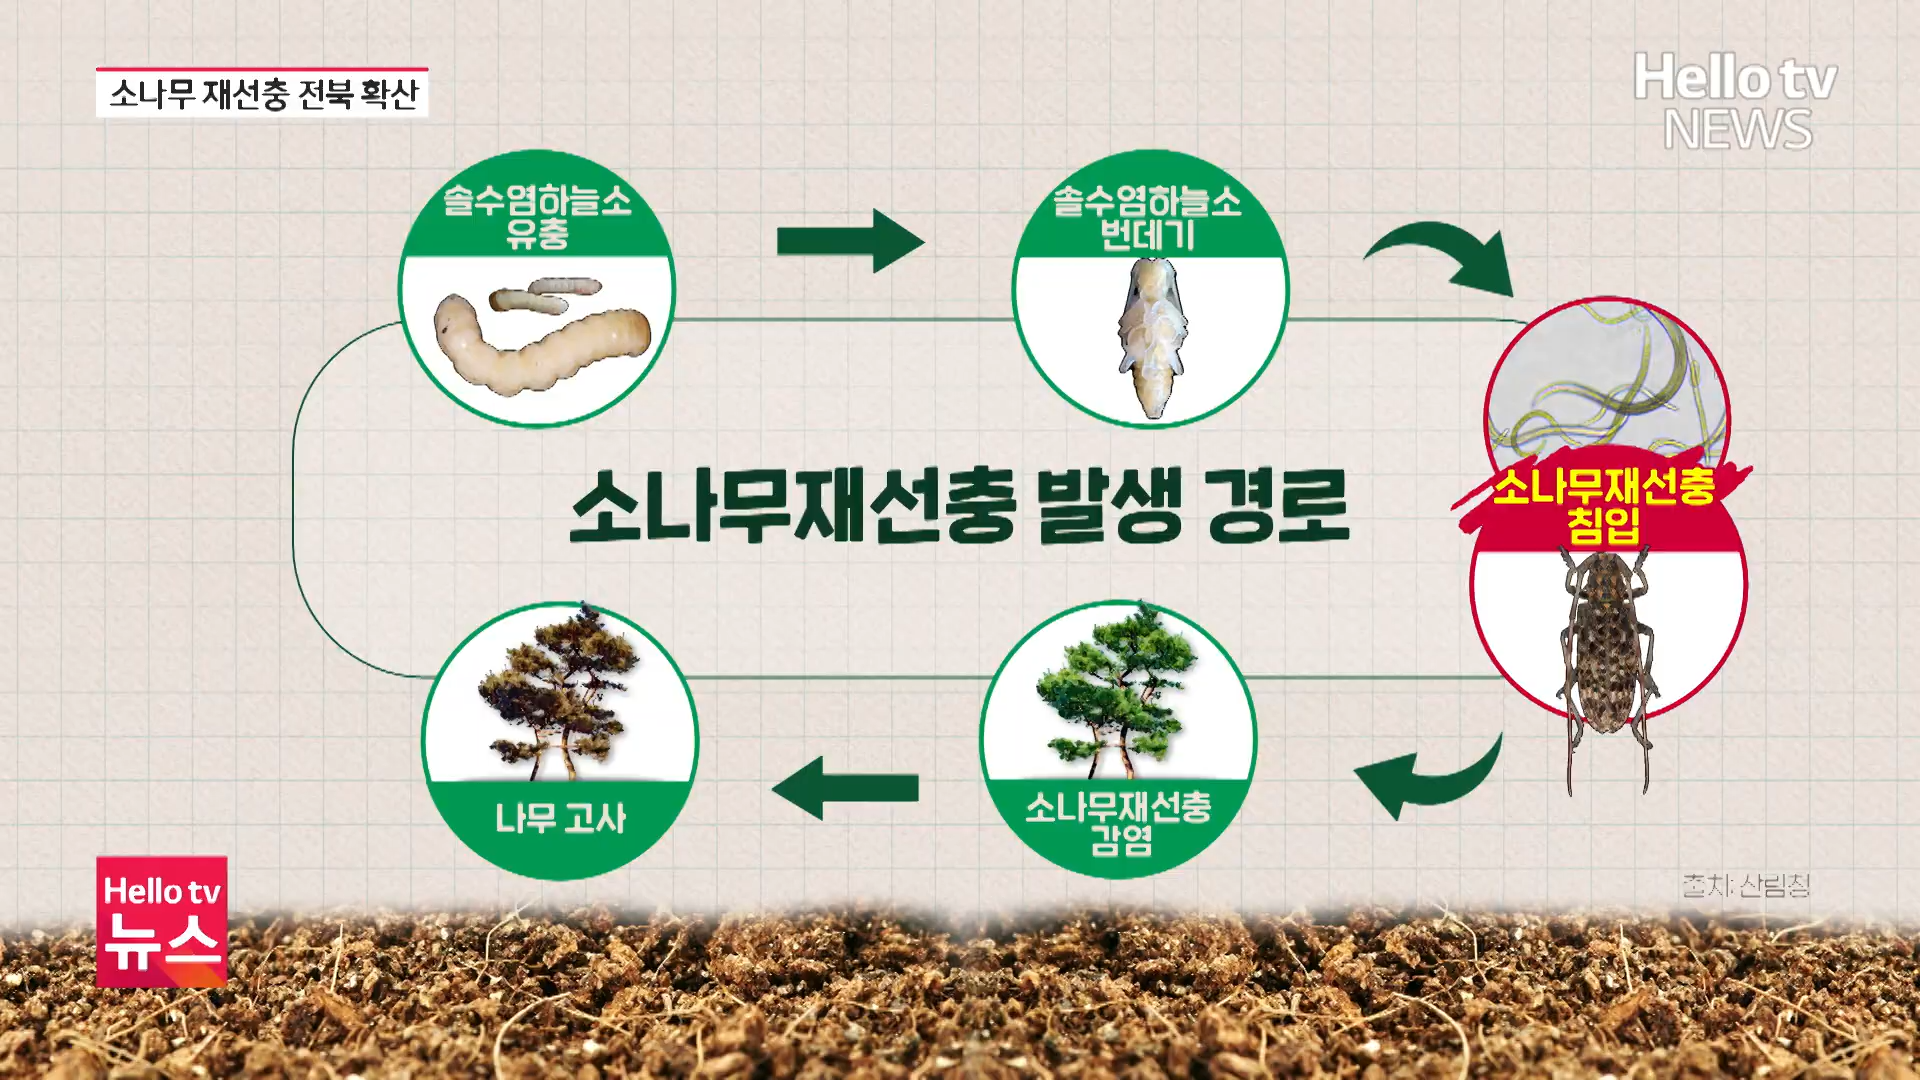 소나무 재선충 전북 확산
Hello tv
NEWS
솔수염하늘소
유충
솔수염하늘소
번데기
소나무재선충
침입
소나무재선충 발생 경로
나무 고사
소나무재선충
감염
출처: 산림청
Hello tv
뉴스